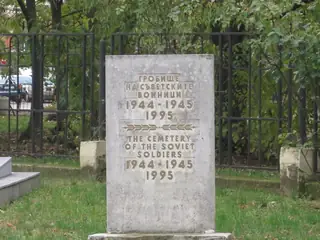 ГРОБИЩЕ
НА СЪВЕТСКИТЕ
ВОЙНИЦИ
1944 - 1945
1995
THE CEMETERY
OF THE SOVIET
SOLDIERS
1944 - 1945
1995